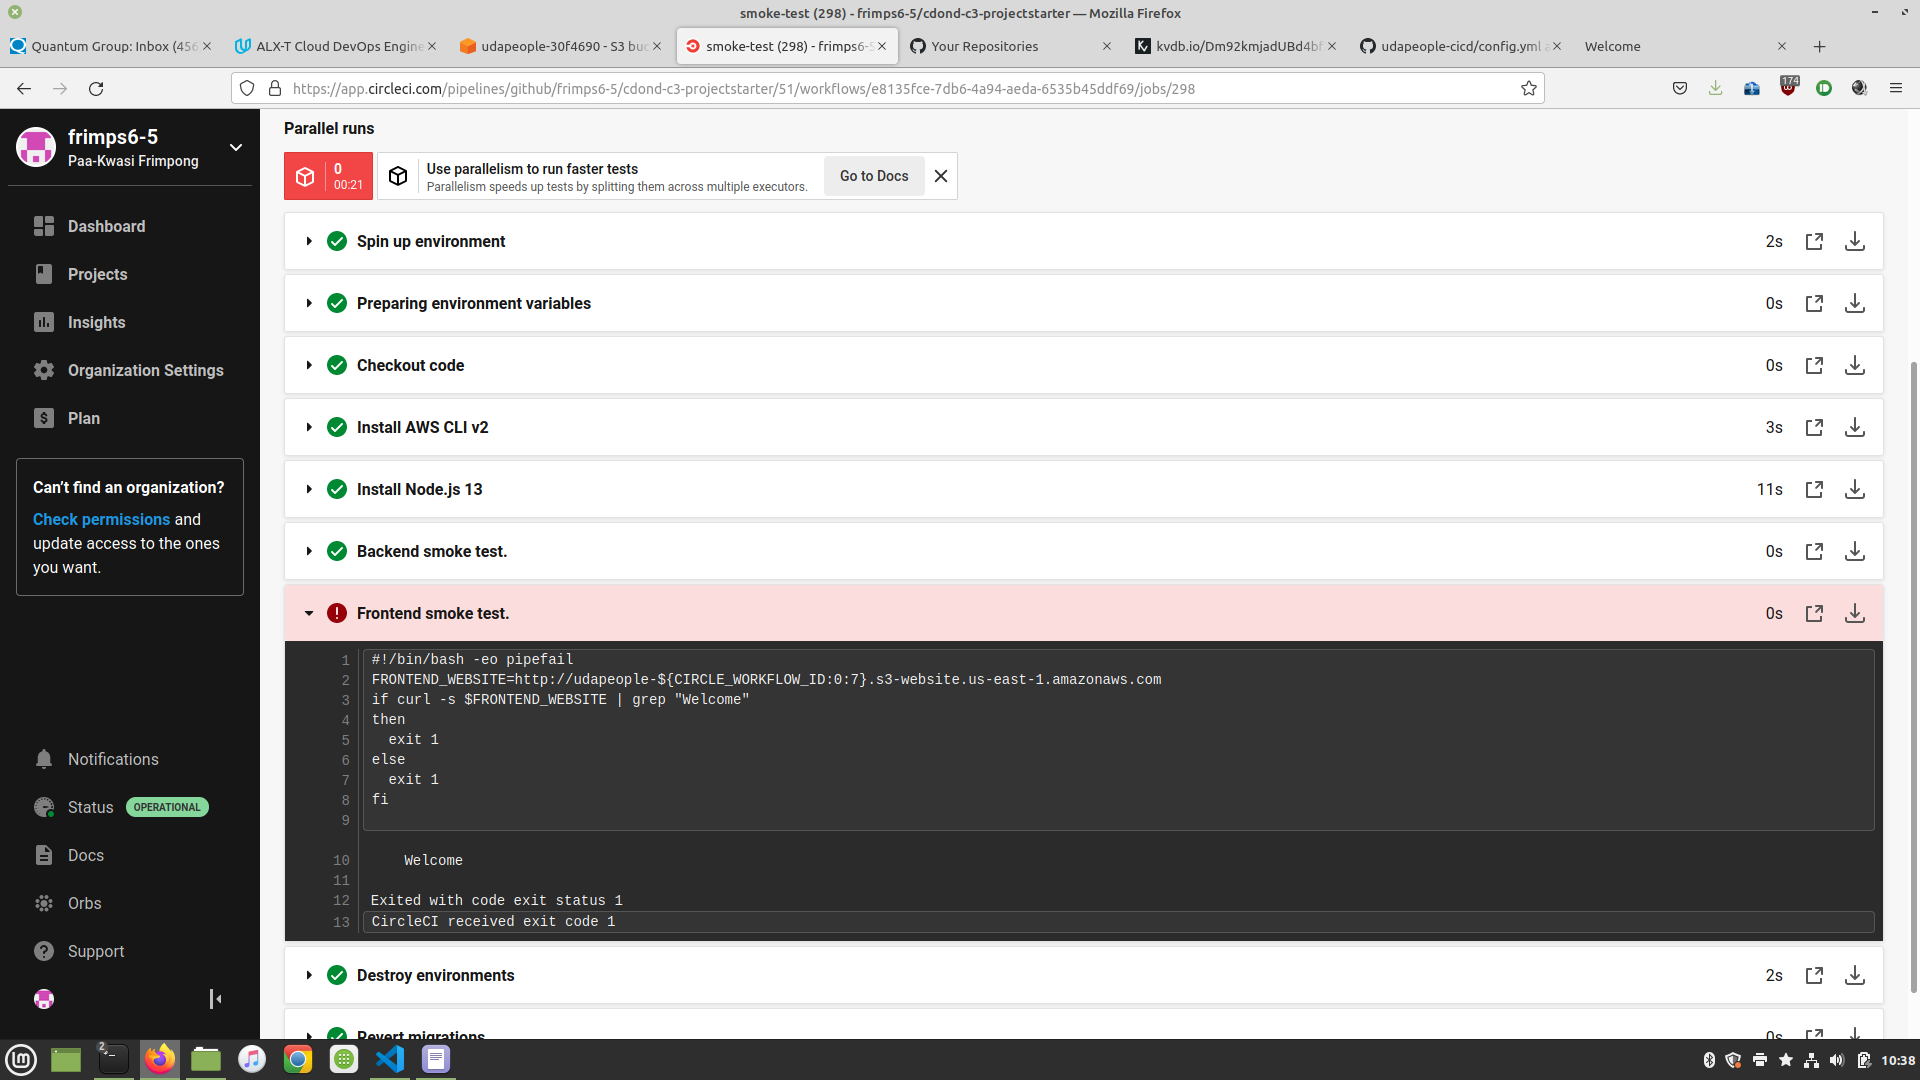 smoke-test (298) - frimps6-5/cdond-c3-projectstarter — Mozilla Firefox
Quantum Group: Inbox (456
ALX-T Cloud DevOps Engine
udapeople-30f4690 - S3 buc
smoke-test (298) - frimps6-5
Your Repositories
kvdb.io/Dm92kmjadUBd4bf
udapeople-cicd/config.yml a
Welcome
https://app.circleci.com/pipelines/github/frimps6-5/cdond-c3-projectstarter/51/workflows/e8135fce-7db6-4a94-aeda-6535b45ddf69/jobs/298
174
frimps6-5
Paa-Kwasi Frimpong
Dashboard
Projects
Insights
Organization Settings
Plan
Can't find an organization?
Check permissions and
update access to the ones
you want.
Notifications
Status OPERATIONAL
Docs
Orbs
Support
Parallel runs
0
00:21
Use parallelism to run faster tests
Parallelism speeds up tests by splitting them across multiple executors.
Go to Docs
Spin up environment 2s
Preparing environment variables 0s
Checkout code 0s
Install AWS CLI v2 3s
Install Node.js 13 11s
Backend smoke test. 0s
Frontend smoke test. 0s
1 #!/bin/bash -eo pipefail
2 FRONTEND_WEBSITE=http://udapeople-${CIRCLE_WORKFLOW_ID:0:7}.s3-website.us-east-1.amazonaws.com
3 if curl -s $FRONTEND_WEBSITE | grep "Welcome"
4 then
5   exit 1
6 else
7   exit 1
8 fi
9
10     Welcome
11
12 Exited with code exit status 1
13 CircleCI received exit code 1
Destroy environments 2s
Revert migrations 0s
2
10:38